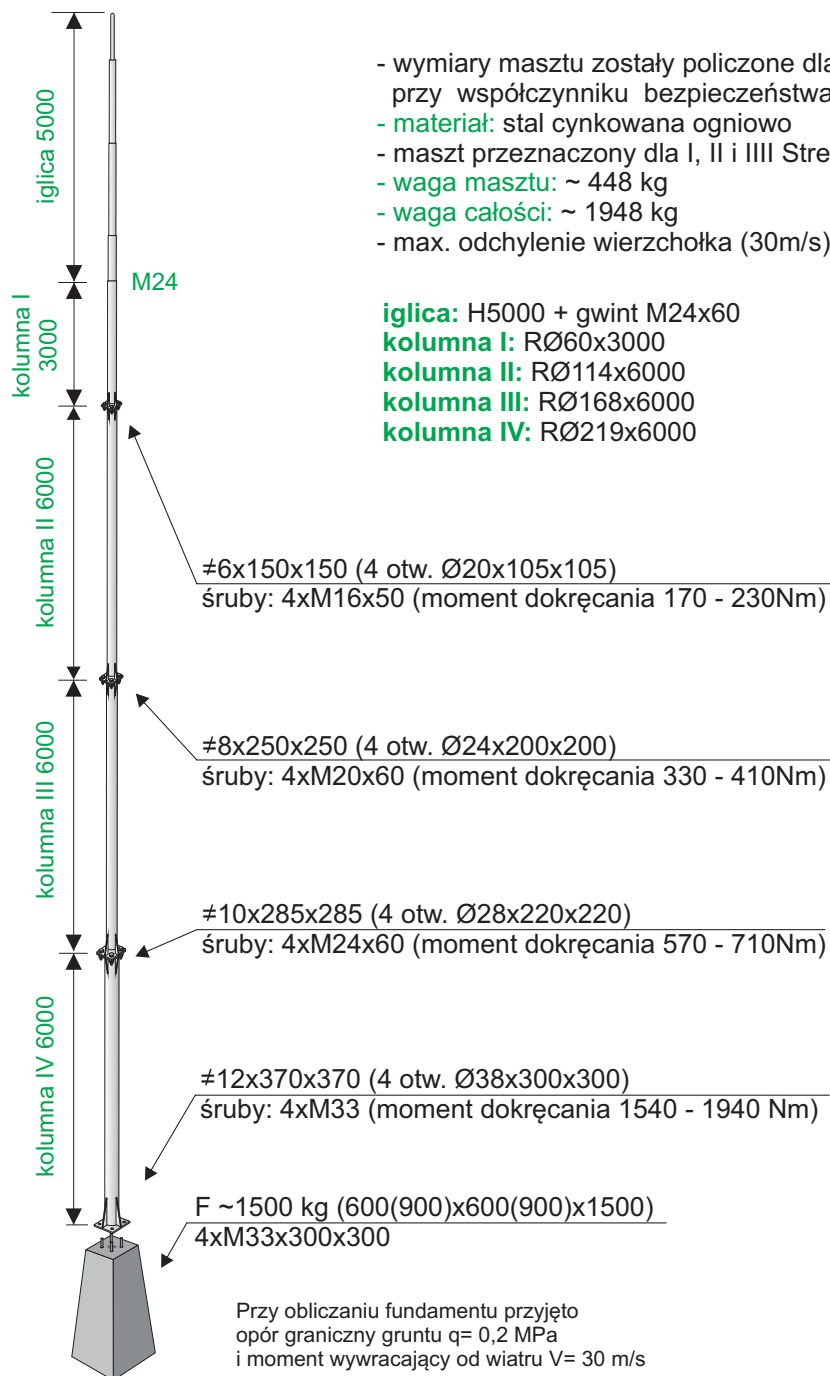 - wymiary masztu zostały policzone dla
przy współczynniku bezpieczeństwa
- materiał: stal cynkowana ogniowo
- maszt przeznaczony dla I, II i IIII Stre
- waga masztu: ~ 448 kg
- waga całości: ~ 1948 kg
- max. odchylenie wierzchołka (30m/s)
iglica 5000
M24
kolumna I
3000
iglica: H5000 + gwint M24x60
kolumna I: RØ60x3000
kolumna II: RØ114x6000
kolumna III: RØ168x6000
kolumna IV: RØ219x6000
kolumna II 6000
≠6x150x150 (4 otw. Ø20x105x105)
śruby: 4xM16x50 (moment dokręcania 170 - 230Nm)
kolumna III 6000
≠8x250x250 (4 otw. Ø24x200x200)
śruby: 4xM20x60 (moment dokręcania 330 - 410Nm)
≠10x285x285 (4 otw. Ø28x220x220)
śruby: 4xM24x60 (moment dokręcania 570 - 710Nm)
kolumna IV 6000
≠12x370x370 (4 otw. Ø38x300x300)
śruby: 4xM33 (moment dokręcania 1540 - 1940 Nm)
F ~1500 kg (600(900)x600(900)x1500)
4xM33x300x300
Przy obliczaniu fundamentu przyjęto
opór graniczny gruntu q= 0,2 MPa
i moment wywracający od wiatru V= 30 m/s